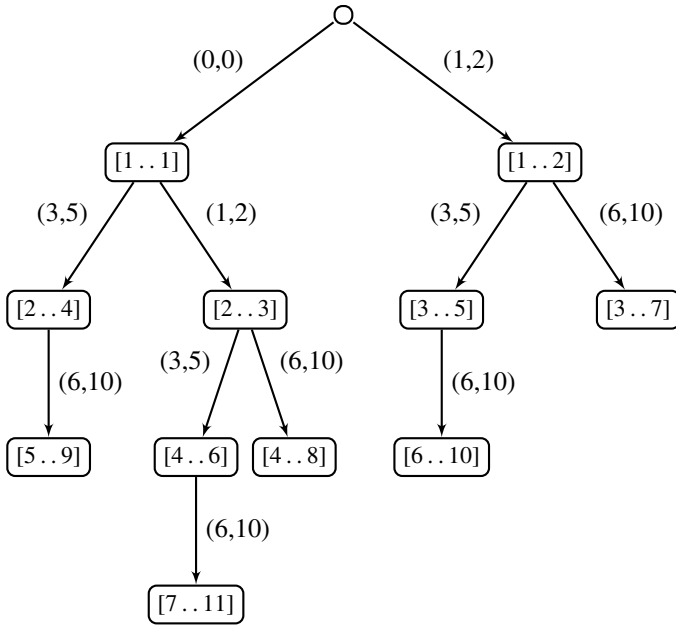 (0,0) (1,2)
[1 . . 1] [1 . . 2]
(3,5) (1,2) (3,5) (6,10)
[2 . . 4] [2 . . 3] [3 . . 5] [3 . . 7]
(6,10) (3,5) (6,10) (6,10)
[5 . . 9] [4 . . 6] [4 . . 8] [6 . . 10]
(6,10)
[7 . . 11]